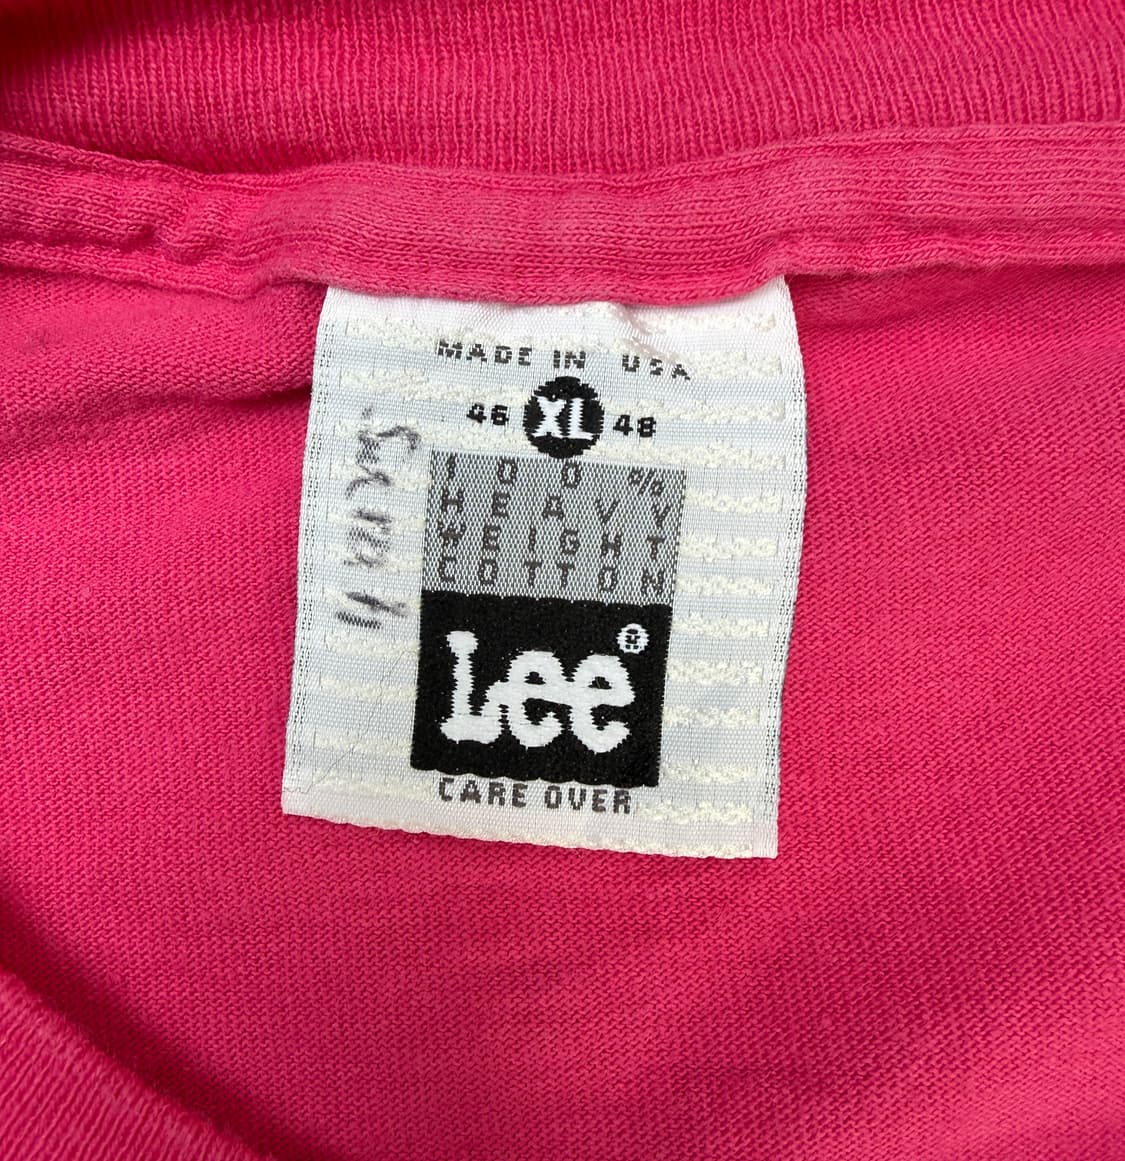 MADE IN USA
46 XL 48
100%
HEAVY
WEIGHT
COTTON
Lee®
CARE OVER